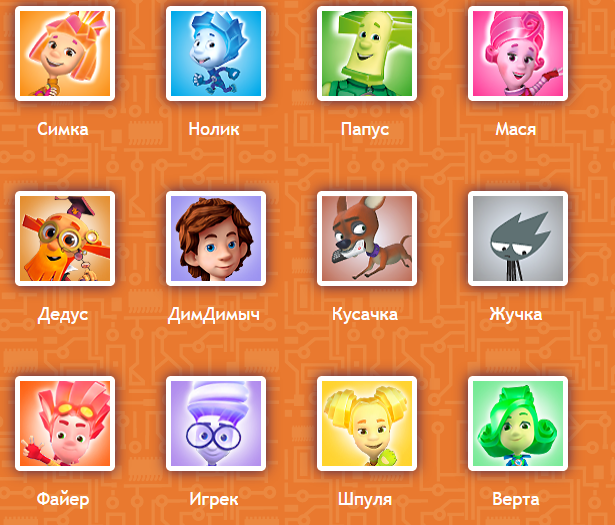 Симка Нолик Папус Мася
Дедус ДимДимыч Кусачка Жучка
Файер Игрек Шпуля Верта